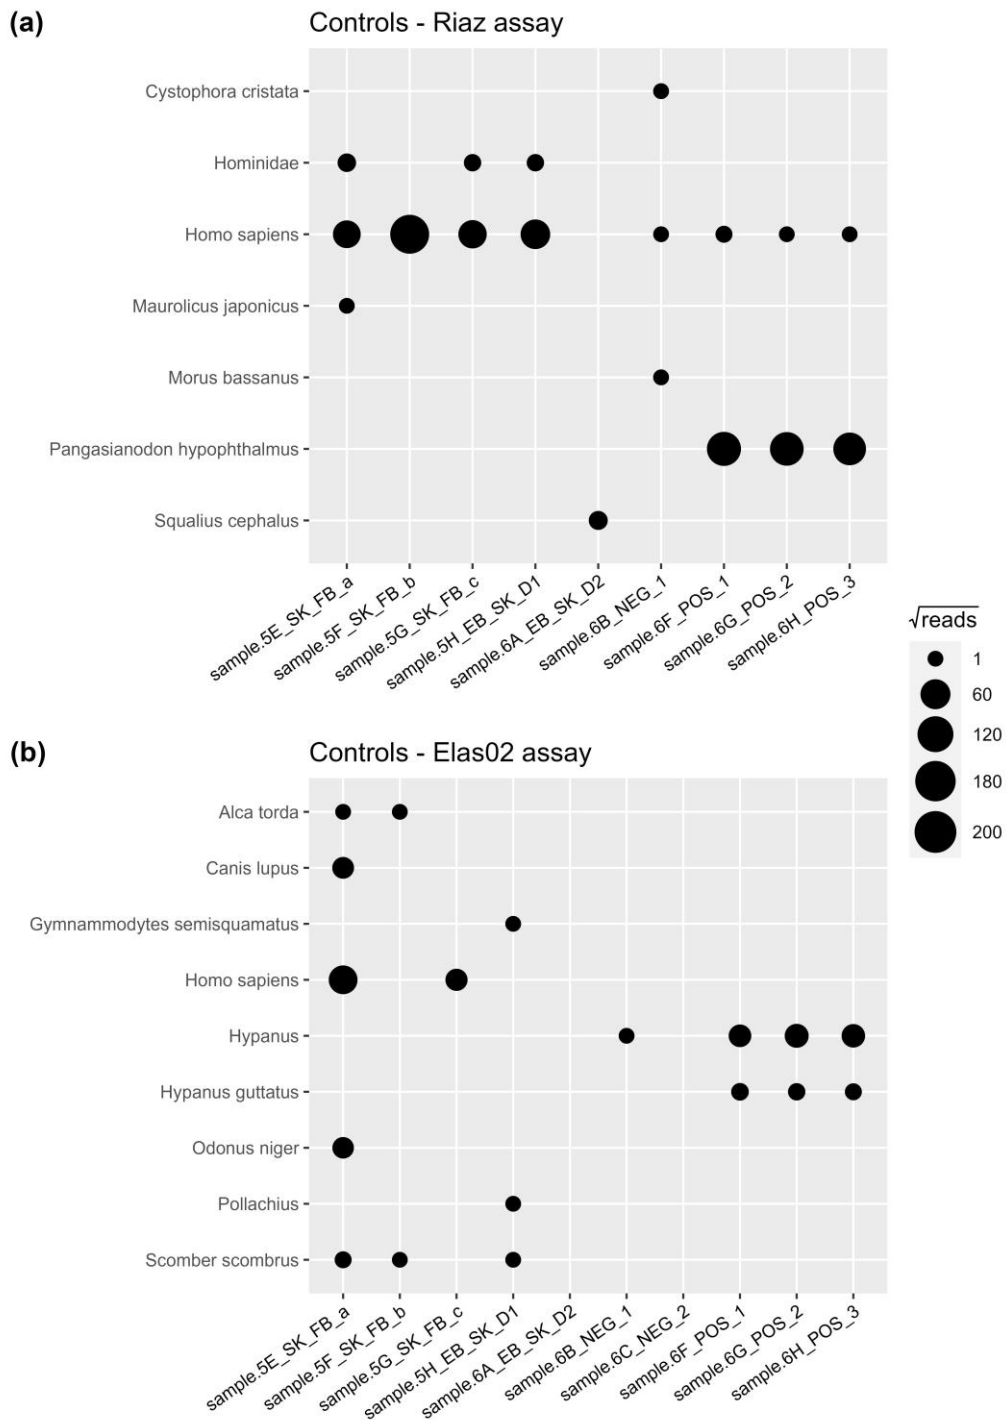 (a)
Controls - Riaz assay
Cystophora cristata
Hominidae
Homo sapiens
Maurolicus japonicus
Morus bassanus
Pangasianodon hypophthalmus
Squalius cephalus
sample.5E_SK_FB_a
sample.5F_SK_FB_b
sample.5G_SK_FB_c
sample.5H_EB_SK_D1
sample.6A_EB_SK_D2
sample.6B_NEG_1
sample.6F_POS_1
sample.6G_POS_2
sample.6H_POS_3
√reads
1
60
120
180
200
(b)
Controls - Elas02 assay
Alca torda
Canis lupus
Gymnammodytes semisquamatus
Homo sapiens
Hypanus
Hypanus guttatus
Odonus niger
Pollachius
Scomber scombrus
sample.5E_SK_FB_a
sample.5F_SK_FB_b
sample.5G_SK_FB_c
sample.5H_EB_SK_D1
sample.6A_EB_SK_D2
sample.6B_NEG_1
sample.6C_NEG_2
sample.6F_POS_1
sample.6G_POS_2
sample.6H_POS_3